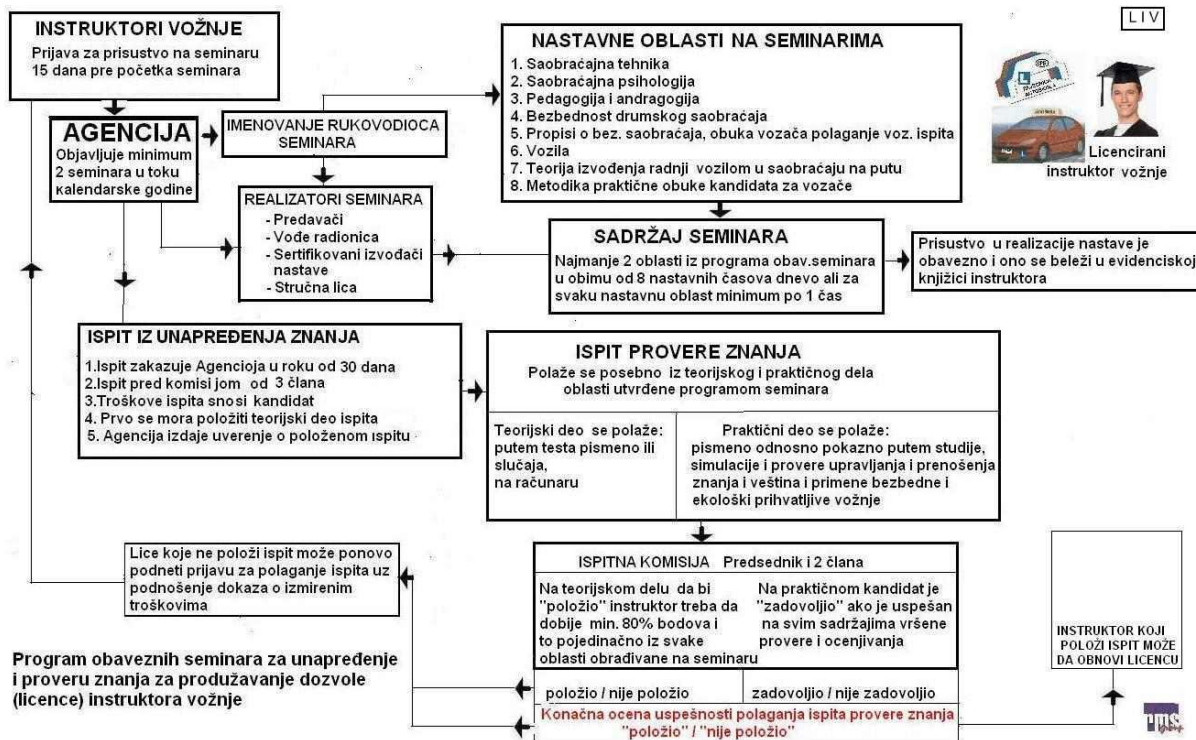 INSTRUKTORI VOŽNJE
Prijava za prisustvo na seminaru
15 dana pre početka seminara
AGENCIJA
Objavljuje minimum
2 seminara u toku
kalendarske godine
IMENOVANJE RUKOVODIOCA
SEMINARA
REALIZATORI SEMINARA
- Predavači
- Vođe radionica
- Sertifikovani izvođači
nastave
- Stručna lica
NASTAVNE OBLASTI NA SEMINARIMA
1. Saobraćajna tehnika
2. Saobraćajna psihologija
3. Pedagogija i andragogija
4. Bezbednost drumskog saobraćaja
5. Propisi o bez. saobraćaja, obuka vozača polaganje voz. ispita
6. Vozila
7. Teorija izvođenja radnji vozilom u saobraćaju na putu
8. Metodika praktične obuke kandidata za vozače
L I V
Licencirani
instruktor vožnje
SADRŽAJ SEMINARA
Najmanje 2 oblasti iz programa obav.seminara
u obimu od 8 nastavnih časova dnevo ali za
svaku nastavnu oblast minimum po 1 čas
Prisustvo u realizacije nastave je
obavezno i ono se beleži u evidenciskoj
knjižici instruktora
ISPIT IZ UNAPREĐENJA ZNANJA
1.Ispit zakazuje Agencioja u roku od 30 dana
2.Ispit pred komisi jom od 3 člana
3.Troškove ispita snosi kandidat
4. Prvo se mora položiti teorijski deo ispita
5. Agencija izdaje uverenje o položenom ispitu
ISPIT PROVERE ZNANJA
Polaže se posebno iz teorijskog i praktičnog dela
oblasti utvrđene programom seminara
Teorijski deo se polaže:
putem testa pismeno ili
slučaja,
na računaru
Praktični deo se polaže:
pismeno odnosno pokazno putem studije,
simulacije i provere upravljanja i prenošenja
znanja i veština i primene bezbedne i
ekološki prihvatljive vožnje
Lice koje ne položi ispit može ponovo
podneti prijavu za polaganje ispita uz
podnošenje dokaza o izmirenim
troškovima
ISPITNA KOMISIJA Predsednik i 2 člana
Na teorijskom delu da bi
"položio" instruktor treba da
dobije min. 80% bodova i
to pojedinačno iz svake
oblasti obrađivane na seminaru
Na praktičnom kandidat je
"zadovoljio" ako je uspešan
na svim sadržajima vršene
provere i ocenjivanja
položio / nije položio
zadovoljio / nije zadovoljio
Konačna ocena uspešnosti polaganja ispita provere znanja
"položio" / "nije položio"
INSTRUKTOR KOJI
POLOŽI ISPIT MOŽE
DA OBNOVI LICENCU
Program obaveznih seminara za unapređenje
i proveru znanja za produžavanje dozvole
(licence) instruktora vožnje
rms